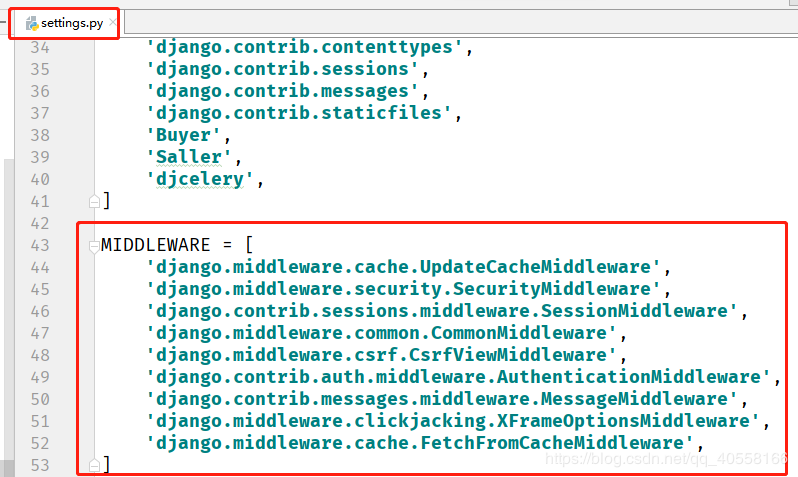 settings.py
34 'django.contrib.contenttypes',
35 'django.contrib.sessions',
36 'django.contrib.messages',
37 'django.contrib.staticfiles',
38 'Buyer',
39 'Saller',
40 'djcelery',
41 ]
42
43 MIDDLEWARE = [
44 'django.middleware.cache.UpdateCacheMiddleware',
45 'django.middleware.security.SecurityMiddleware',
46 'django.contrib.sessions.middleware.SessionMiddleware',
47 'django.middleware.common.CommonMiddleware',
48 'django.middleware.csrf.CsrfViewMiddleware',
49 'django.contrib.auth.middleware.AuthenticationMiddleware',
50 'django.contrib.messages.middleware.MessageMiddleware',
51 'django.middleware.clickjacking.XFrameOptionsMiddleware',
52 'django.middleware.cache.FetchFromCacheMiddleware',
53 ]
https://blog.csdn.net/qq_40558166